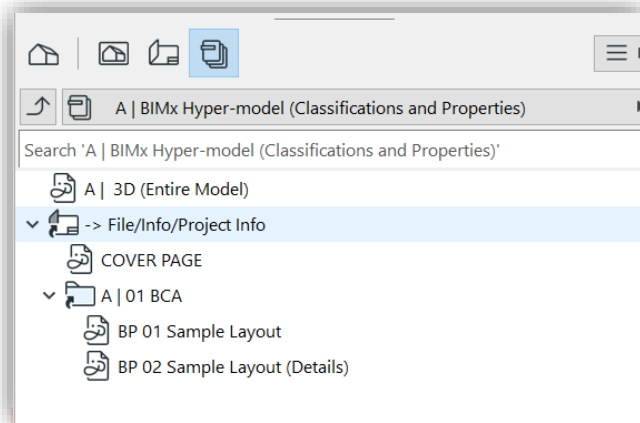 A | BIMx Hyper-model (Classifications and Properties)
Search 'A | BIMx Hyper-model (Classifications and Properties)'
A |  3D (Entire Model)
-> File/Info/Project Info
COVER PAGE
A | 01 BCA
BP 01 Sample Layout
BP 02 Sample Layout (Details)